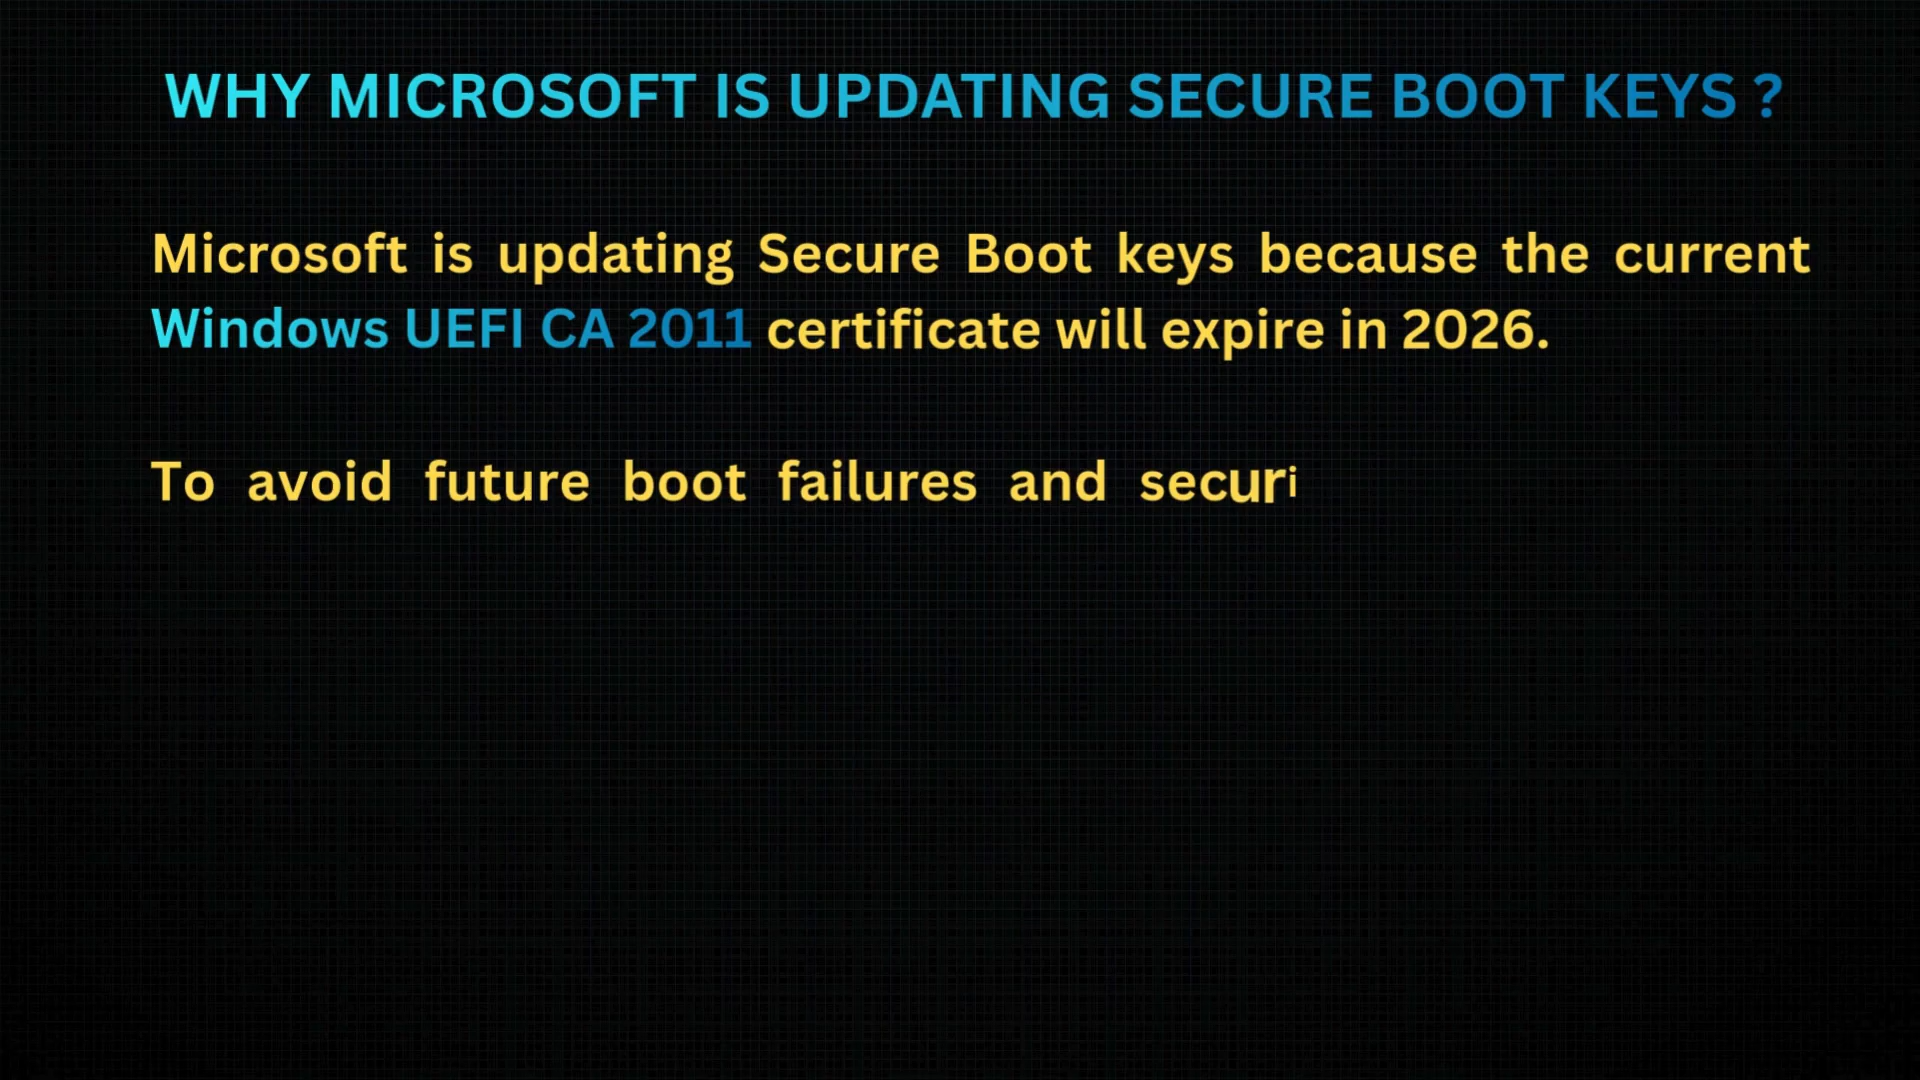 WHY MICROSOFT IS UPDATING SECURE BOOT KEYS ?
Microsoft is updating Secure Boot keys because the current
Windows UEFI CA 2011 certificate will expire in 2026.
To avoid future boot failures and securi